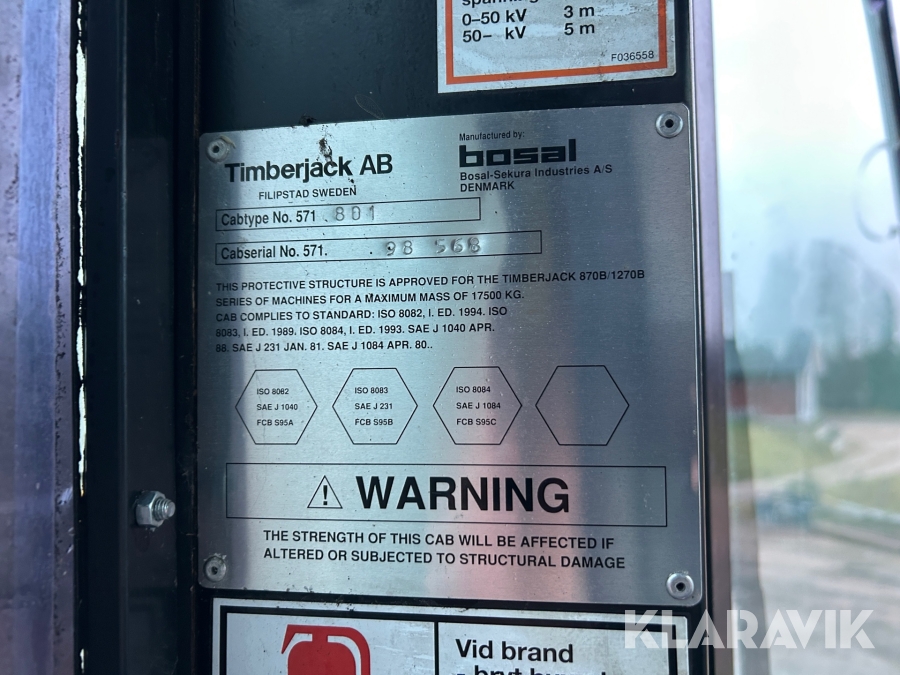 spänning
0–50 kV 3 m
50– kV 5 m
F036558
Timberjack AB
FILIPSTAD SWEDEN
Manufactured by:
bosal
Bosal-Sekura Industries A/S
DENMARK
Cabtype No. 571 . 801
Cabserial No. 571. . 98 568
THIS PROTECTIVE STRUCTURE IS APPROVED FOR THE TIMBERJACK 870B/1270B
SERIES OF MACHINES FOR A MAXIMUM MASS OF 17500 KG.
CAB COMPLIES TO STANDARD: ISO 8082, I. ED. 1994. ISO
8083, I. ED. 1989. ISO 8084, I. ED. 1993. SAE J 1040 APR.
88. SAE J 231 JAN. 81. SAE J 1084 APR. 80..
ISO 8082
SAE J 1040
FCB S95A
ISO 8083
SAE J 231
FCB S95B
ISO 8084
SAE J 1084
FCB S95C
WARNING
THE STRENGTH OF THIS CAB WILL BE AFFECTED IF
ALTERED OR SUBJECTED TO STRUCTURAL DAMAGE
Vid brand
KLARAVIK